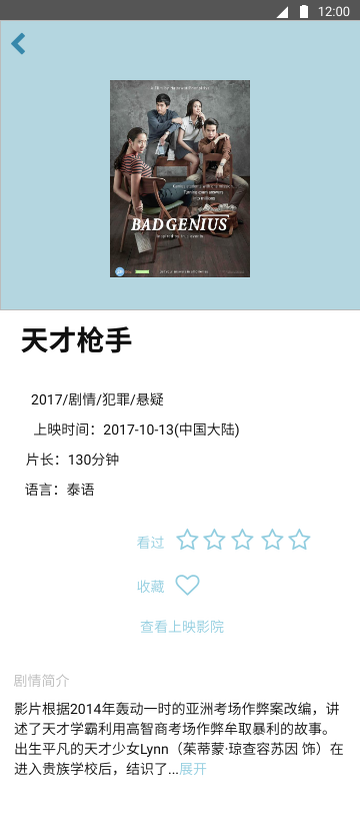 12:00
BAD GENIUS
天才枪手
2017/剧情/犯罪/悬疑
上映时间：2017-10-13(中国大陆)
片长：130分钟
语言：泰语
看过
收藏
查看上映影院
剧情简介
影片根据2014年轰动一时的亚洲考场作弊案改编，讲
述了天才学霸利用高智商考场作弊牟取暴利的故事。
出生平凡的天才少女Lynn（茱蒂蒙·琼查容苏因 饰）在
进入贵族学校后，结识了...展开